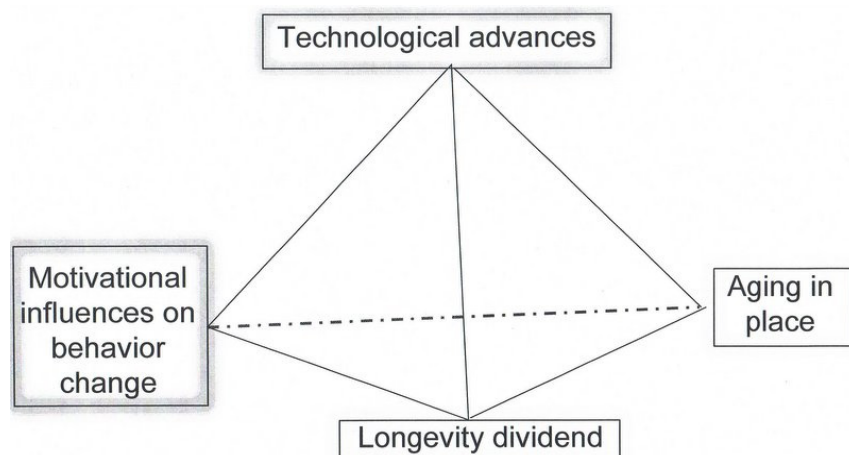 Technological advances
Motivational
influences on
behavior
change
Aging in
place
Longevity dividend